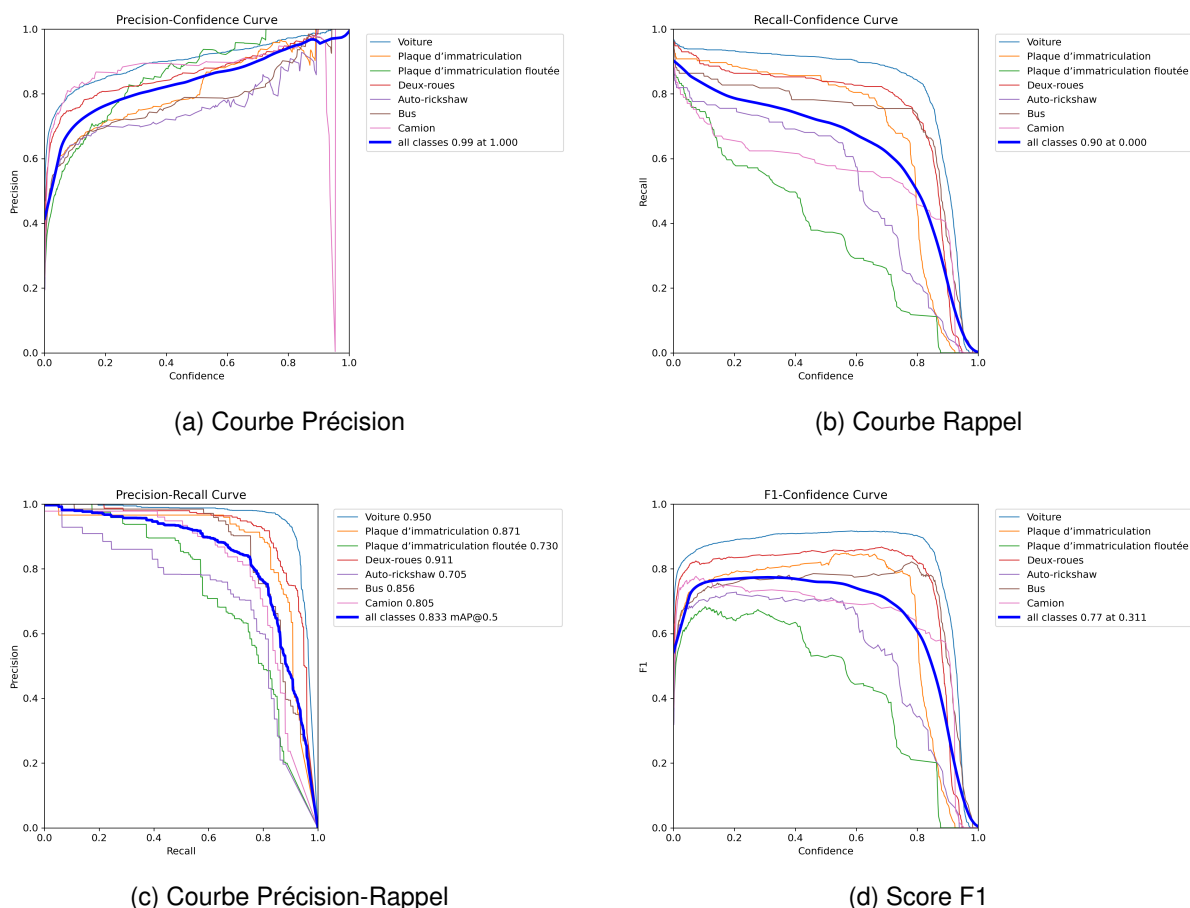 Precision-Confidence Curve
1.0
0.8
0.6
0.4
0.2
0.0
Precision
0.0 0.2 0.4 0.6 0.8 1.0
Confidence
Voiture
Plaque d’immatriculation
Plaque d’immatriculation floutée
Deux-roues
Auto-rickshaw
Bus
Camion
all classes 0.99 at 1.000
(a) Courbe Précision
Recall-Confidence Curve
1.0
0.8
0.6
0.4
0.2
0.0
Recall
0.0 0.2 0.4 0.6 0.8 1.0
Confidence
Voiture
Plaque d’immatriculation
Plaque d’immatriculation floutée
Deux-roues
Auto-rickshaw
Bus
Camion
all classes 0.90 at 0.000
(b) Courbe Rappel
Precision-Recall Curve
1.0
0.8
0.6
0.4
0.2
0.0
Precision
0.0 0.2 0.4 0.6 0.8 1.0
Recall
Voiture 0.950
Plaque d’immatriculation 0.871
Plaque d’immatriculation floutée 0.730
Deux-roues 0.911
Auto-rickshaw 0.705
Bus 0.856
Camion 0.805
all classes 0.833 mAP@0.5
(c) Courbe Précision-Rappel
F1-Confidence Curve
1.0
0.8
0.6
0.4
0.2
0.0
F1
0.0 0.2 0.4 0.6 0.8 1.0
Confidence
Voiture
Plaque d’immatriculation
Plaque d’immatriculation floutée
Deux-roues
Auto-rickshaw
Bus
Camion
all classes 0.77 at 0.311
(d) Score F1